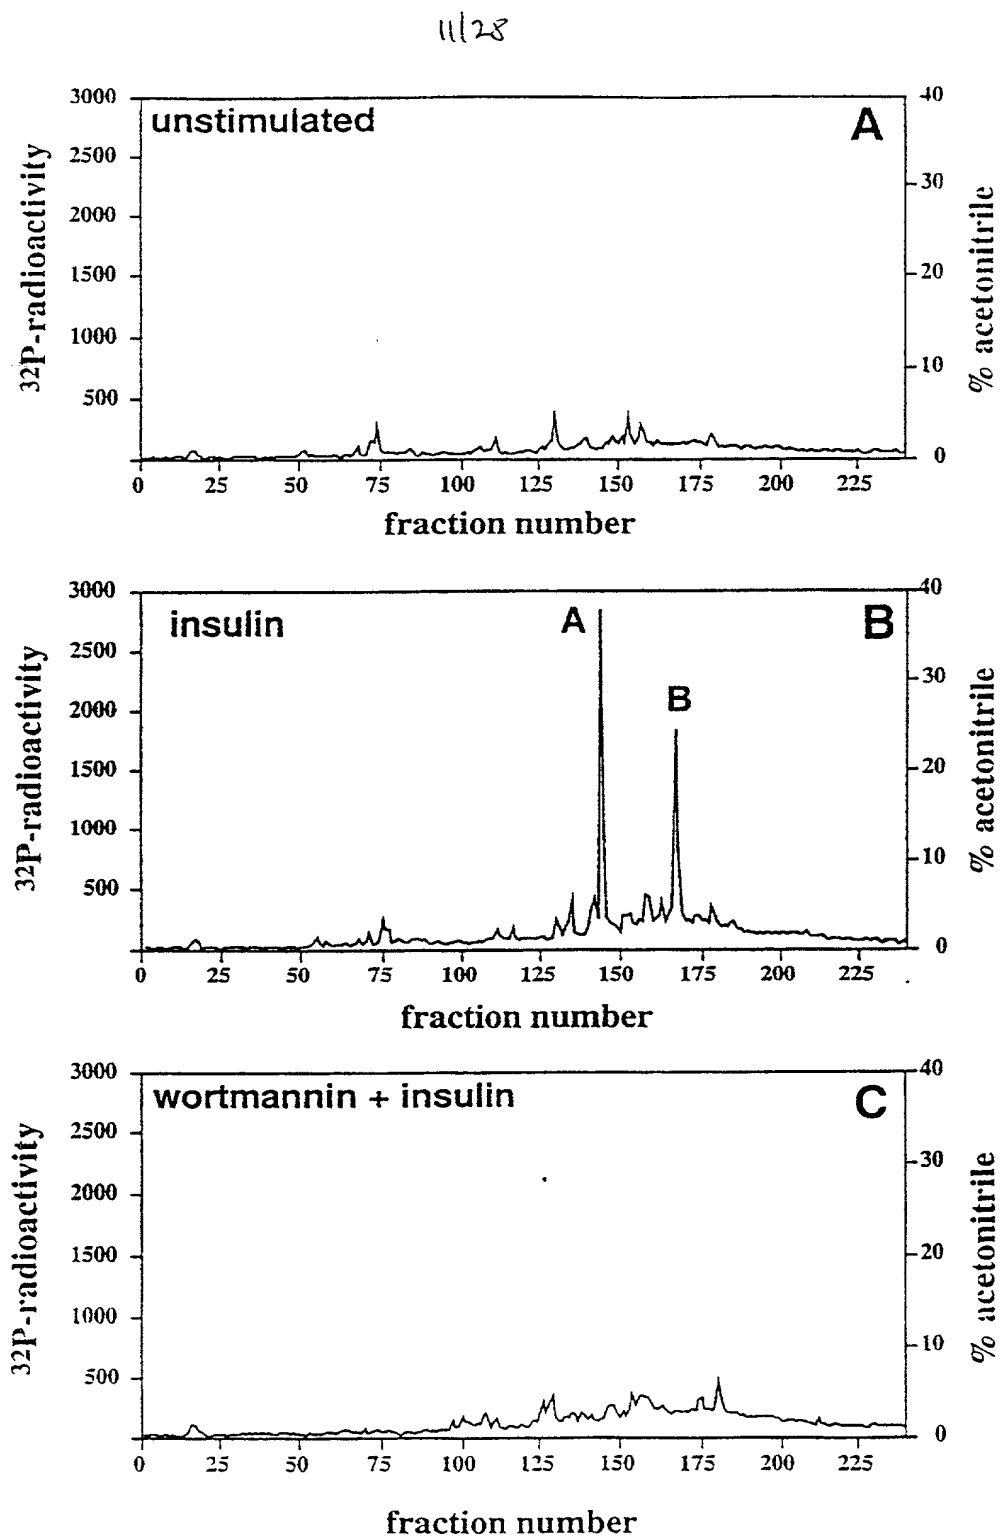 11/28
unstimulated
A
3000
2500
2000
1500
1000
500
40
30
20
10
0
0 25 50 75 100 125 150 175 200 225
32P-radioactivity
% acetonitrile
fraction number
insulin
A
B
B
3000
2500
2000
1500
1000
500
0
40
30
20
10
0
0 25 50 75 100 125 150 175 200 225
32P-radioactivity
% acetonitrile
fraction number
wortmannin + insulin
C
3000
2500
2000
1500
1000
500
40
30
20
10
0
0 25 50 75 100 125 150 175 200 225
32P-radioactivity
% acetonitrile
fraction number